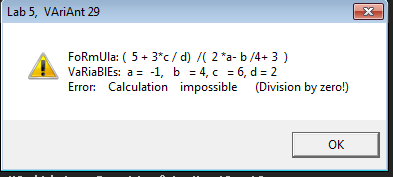 Lab 5, VAriAnt 29
FoRmUla: ( 5 + 3*c / d) /( 2 *a- b /4+ 3 )
VaRiaBlEs: a = -1, b = 4, c = 6, d = 2
Error: Calculation impossible (Division by zero!)
OK